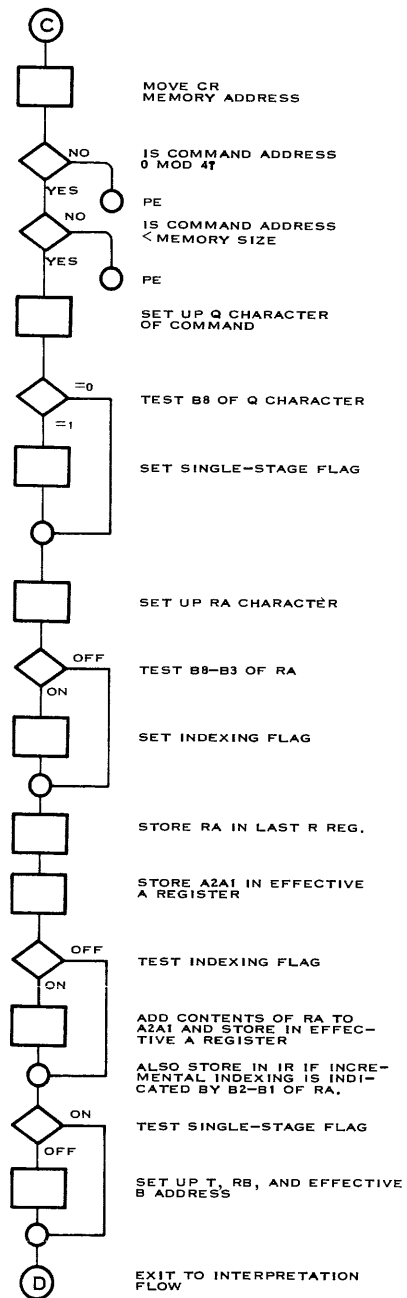 C
MOVE CR
MEMORY ADDRESS
NO
IS COMMAND ADDRESS
0 MOD 4?
YES
PE
NO
IS COMMAND ADDRESS
< MEMORY SIZE
YES
PE
SET UP Q CHARACTER
OF COMMAND
=0
TEST B8 OF Q CHARACTER
=1
SET SINGLE-STAGE FLAG
SET UP RA CHARACTER
OFF
TEST B8-B3 OF RA
ON
SET INDEXING FLAG
STORE RA IN LAST R REG.
STORE A2A1 IN EFFECTIVE
A REGISTER
OFF
TEST INDEXING FLAG
ON
ADD CONTENTS OF RA TO
A2A1 AND STORE IN EFFEC-
TIVE A REGISTER
ALSO STORE IN IR IF INCRE-
MENTAL INDEXING IS INDI-
CATED BY B2-B1 OF RA.
ON
TEST SINGLE-STAGE FLAG
OFF
SET UP T, RB, AND EFFECTIVE
B ADDRESS
D
EXIT TO INTERPRETATION
FLOW